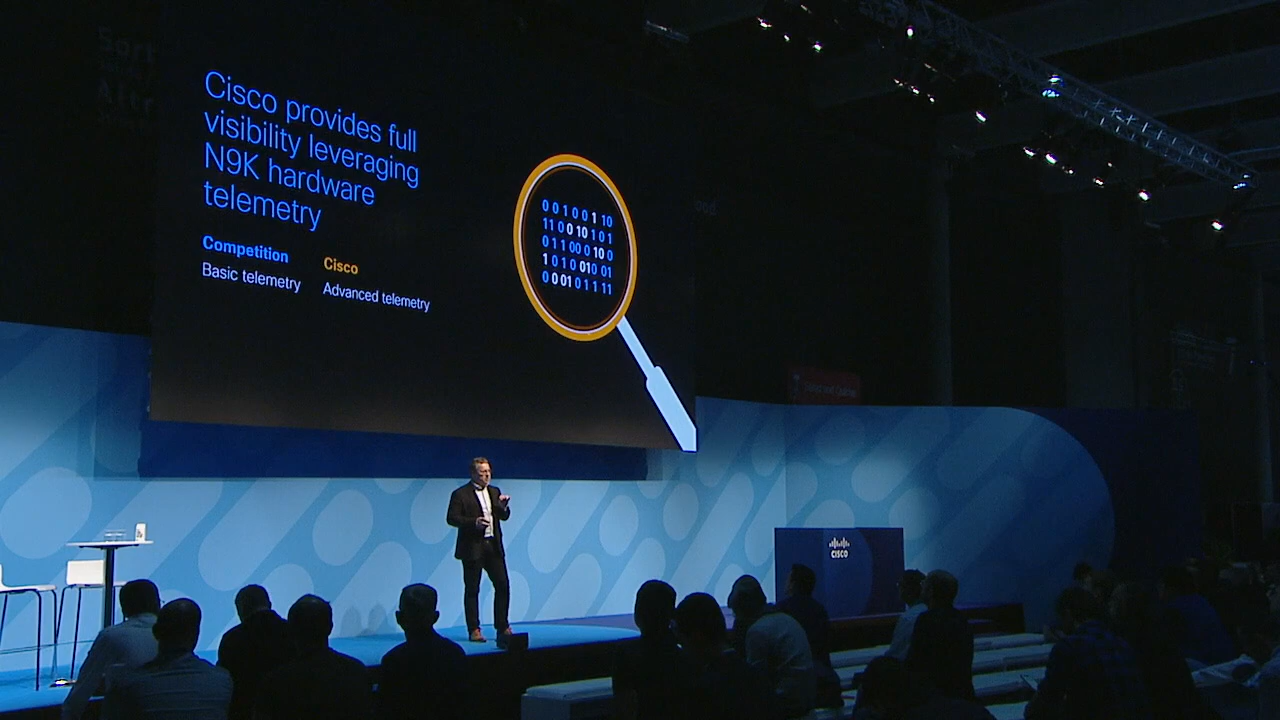 Cisco provides full
visibility leveraging
N9K hardware
telemetry
Competition Cisco
Basic telemetry Advanced telemetry
0 0 1 0 0 1 1 0
1 1 0 0 1 0 1 0 1
0 1 1 0 0 0 1 0 0
1 0 1 0 0 1 0 0 1
0 0 0 1 0 1 1 1 1
CISCO